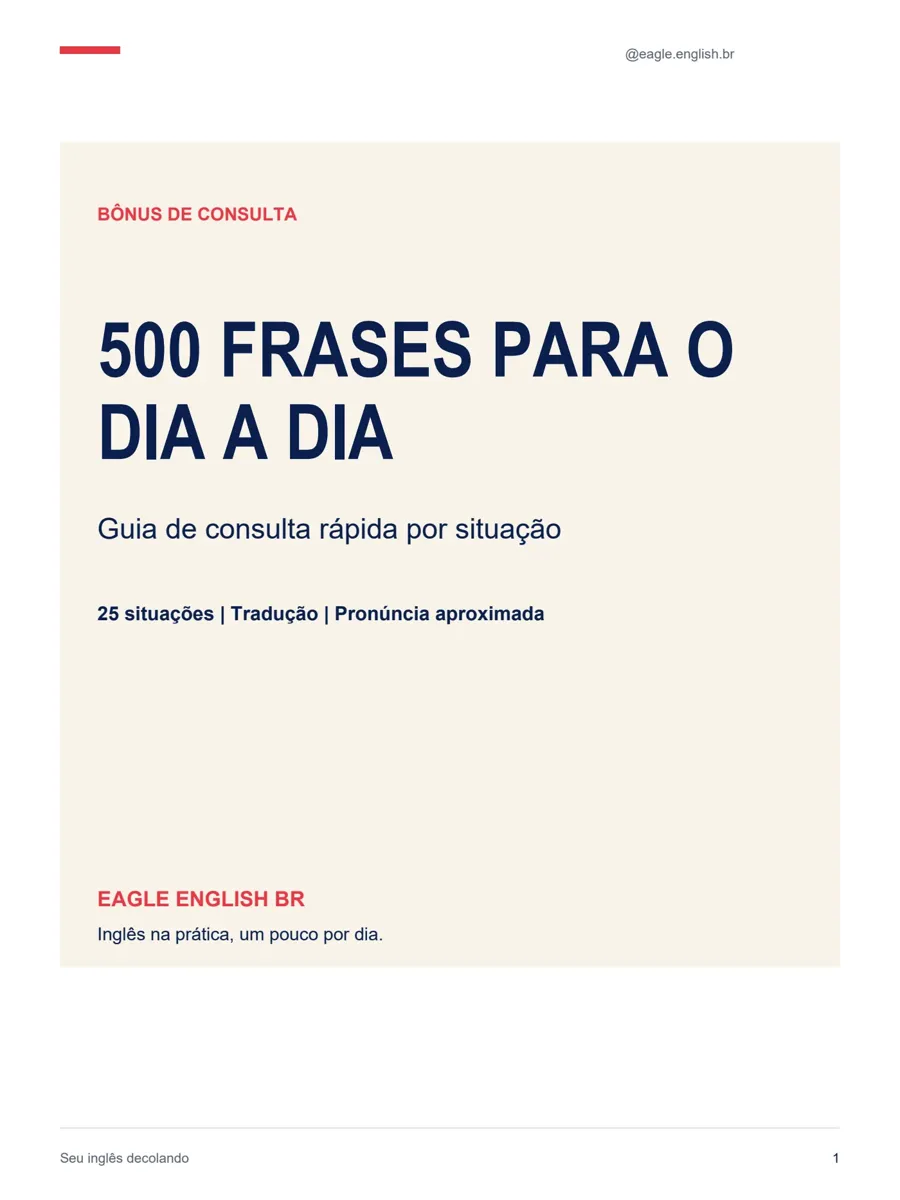 @eagle.english.br
BÔNUS DE CONSULTA
500 FRASES PARA O
DIA A DIA
Guia de consulta rápida por situação
25 situações | Tradução | Pronúncia aproximada
EAGLE ENGLISH BR
Inglês na prática, um pouco por dia.
Seu inglês decolando
1